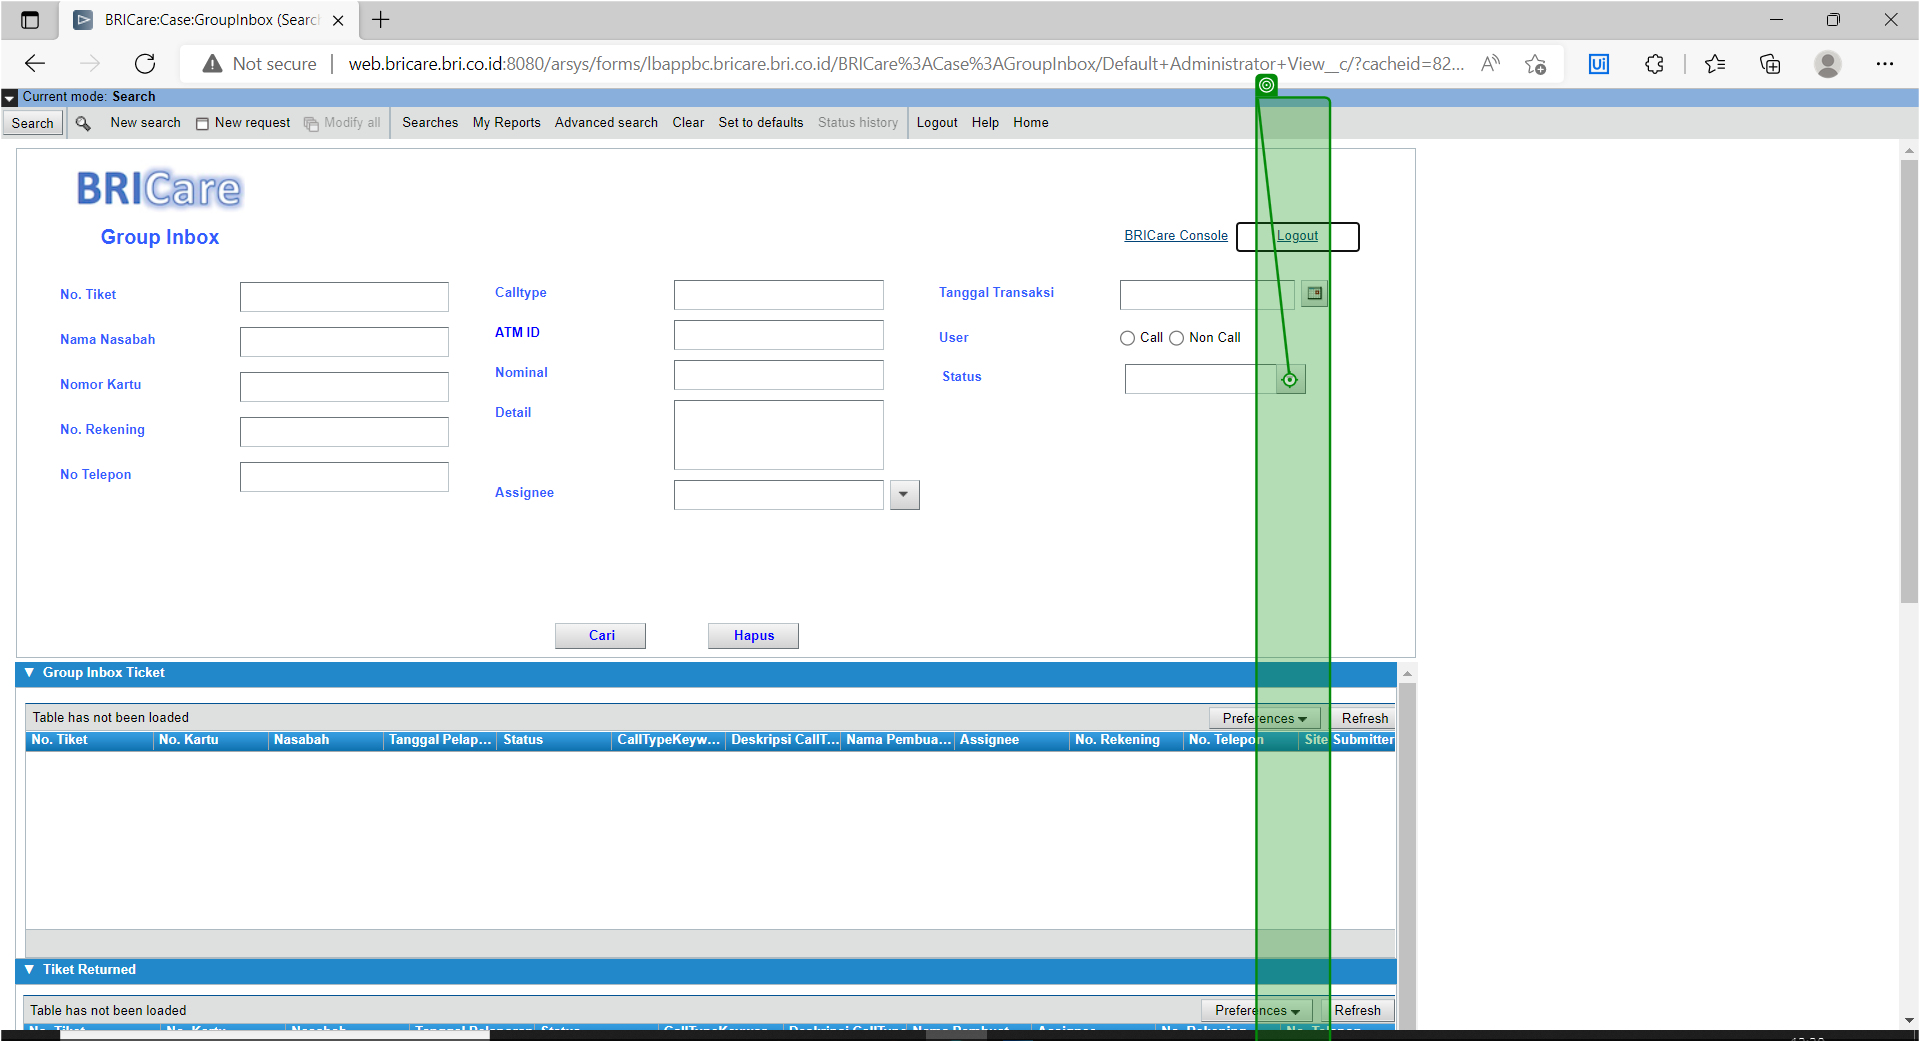 BRICare:Case:GroupInbox (Searc
Not secure
web.bricare.bri.co.id:8080/arsys/forms/lbappbc.bricare.bri.co.id/BRICare%3ACase%3AGroupInbox/Default+Administrator+View__c/?cacheid=82...
Current mode: Search
Search New search New request Modify all Searches My Reports Advanced search Clear Set to defaults Status history Logout Help Home
BRICare
Group Inbox
BRICare Console Logout
No. Tiket Calltype Tanggal Transaksi
Nama Nasabah ATM ID User Call Non Call
Nomor Kartu Nominal Status
No. Rekening Detail
No Telepon Assignee
Cari Hapus
Group Inbox Ticket
Table has not been loaded Preferences Refresh
No. Tiket No. Kartu Nasabah Tanggal Pelap... Status CallTypeKeyw... Deskripsi CallT... Nama Pembua... Assignee No. Rekening No. Telepon Site Submitter
Tiket Returned
Table has not been loaded Preferences Refresh